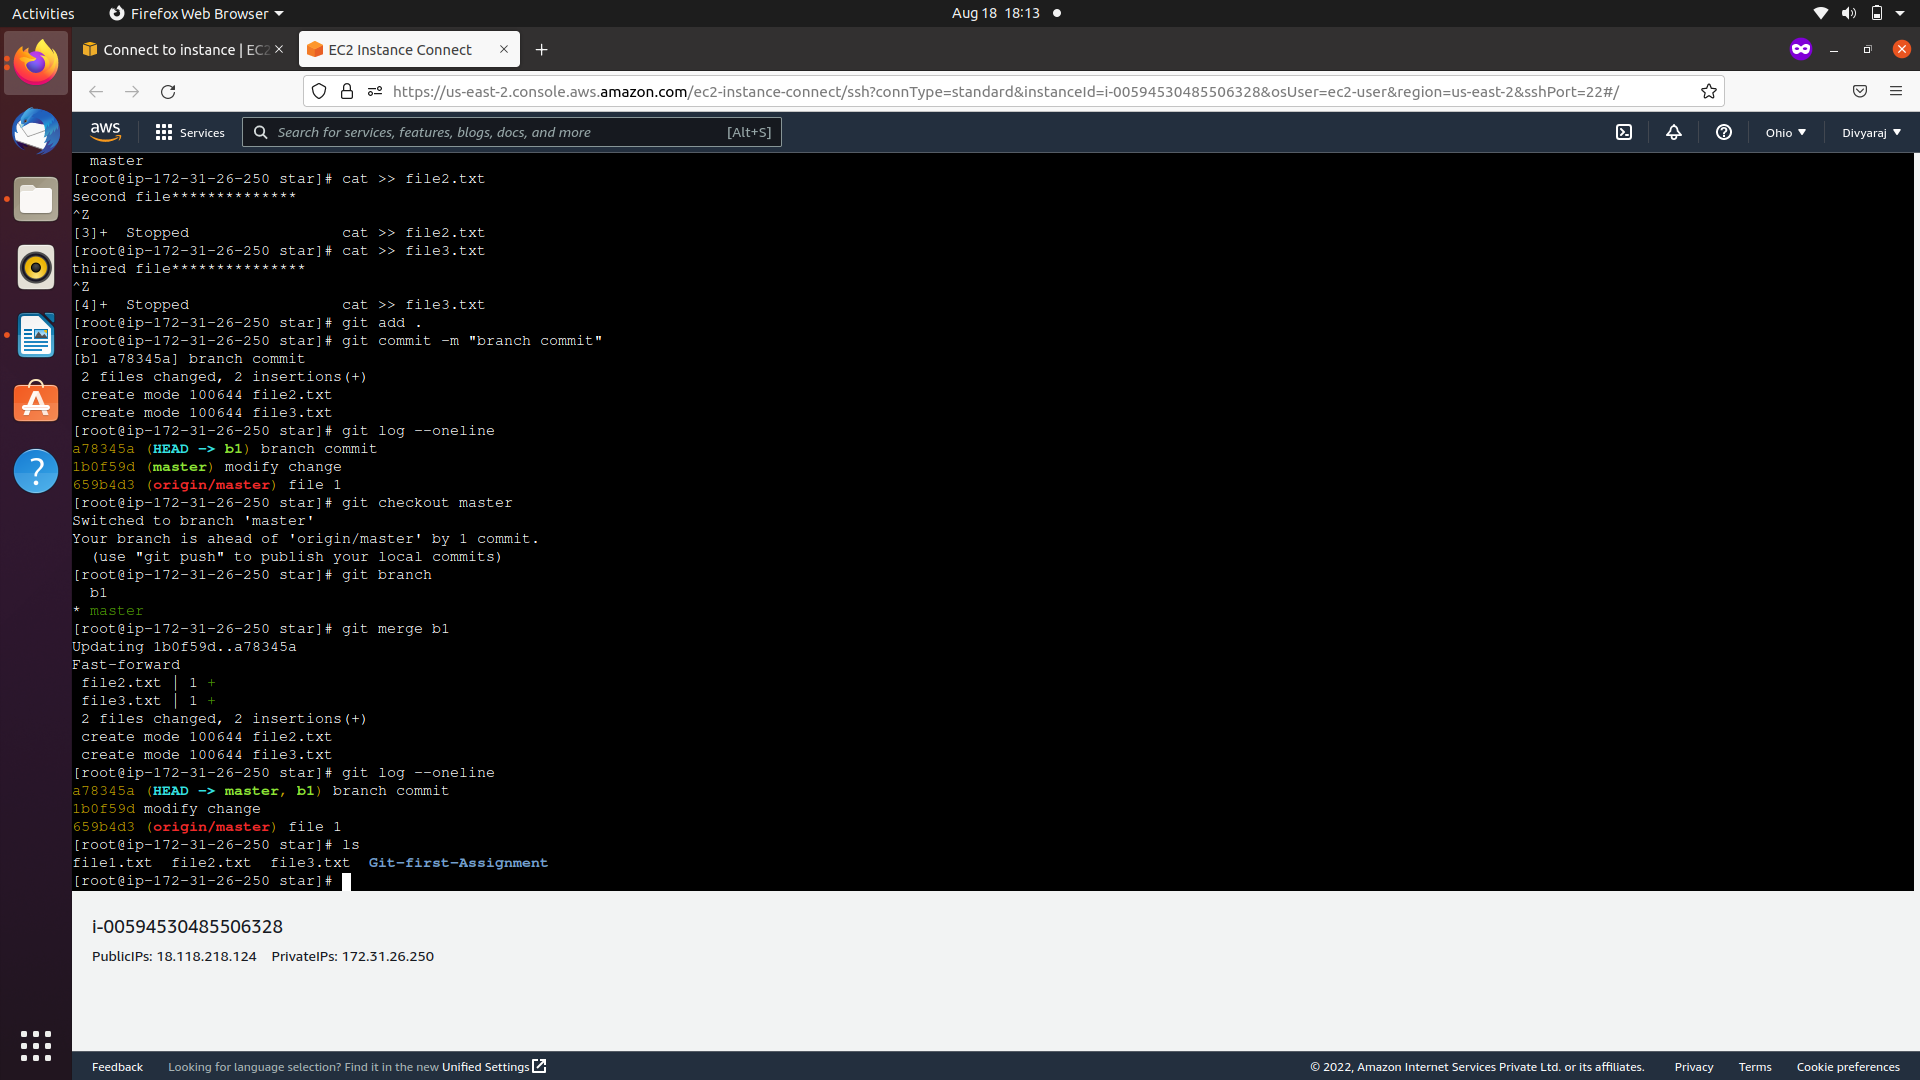 Activities
Firefox Web Browser
Aug 18 18:13
Connect to instance | EC2
EC2 Instance Connect
https://us-east-2.console.aws.amazon.com/ec2-instance-connect/ssh?connType=standard&instanceId=i-00594530485506328&osUser=ec2-user&region=us-east-2&sshPort=22#/
aws
Services
Search for services, features, blogs, docs, and more
[Alt+S]
Ohio
Divyaraj
  master
[root@ip-172-31-26-250 star]# cat >> file2.txt
second file**************
^Z
[3]+  Stopped                 cat >> file2.txt
[root@ip-172-31-26-250 star]# cat >> file3.txt
thired file***************
^Z
[4]+  Stopped                 cat >> file3.txt
[root@ip-172-31-26-250 star]# git add .
[root@ip-172-31-26-250 star]# git commit -m "branch commit"
[b1 a78345a] branch commit
 2 files changed, 2 insertions(+)
 create mode 100644 file2.txt
 create mode 100644 file3.txt
[root@ip-172-31-26-250 star]# git log --oneline
a78345a (HEAD -> b1) branch commit
1b0f59d (master) modify change
659b4d3 (origin/master) file 1
[root@ip-172-31-26-250 star]# git checkout master
Switched to branch 'master'
Your branch is ahead of 'origin/master' by 1 commit.
  (use "git push" to publish your local commits)
[root@ip-172-31-26-250 star]# git branch
  b1
* master
[root@ip-172-31-26-250 star]# git merge b1
Updating 1b0f59d..a78345a
Fast-forward
 file2.txt | 1 +
 file3.txt | 1 +
 2 files changed, 2 insertions(+)
 create mode 100644 file2.txt
 create mode 100644 file3.txt
[root@ip-172-31-26-250 star]# git log --oneline
a78345a (HEAD -> master, b1) branch commit
1b0f59d modify change
659b4d3 (origin/master) file 1
[root@ip-172-31-26-250 star]# ls
file1.txt  file2.txt  file3.txt  Git-first-Assignment
[root@ip-172-31-26-250 star]#
i-00594530485506328
PublicIPs: 18.118.218.124    PrivateIPs: 172.31.26.250
Feedback
Looking for language selection? Find it in the new Unified Settings
© 2022, Amazon Internet Services Private Ltd. or its affiliates.
Privacy
Terms
Cookie preferences